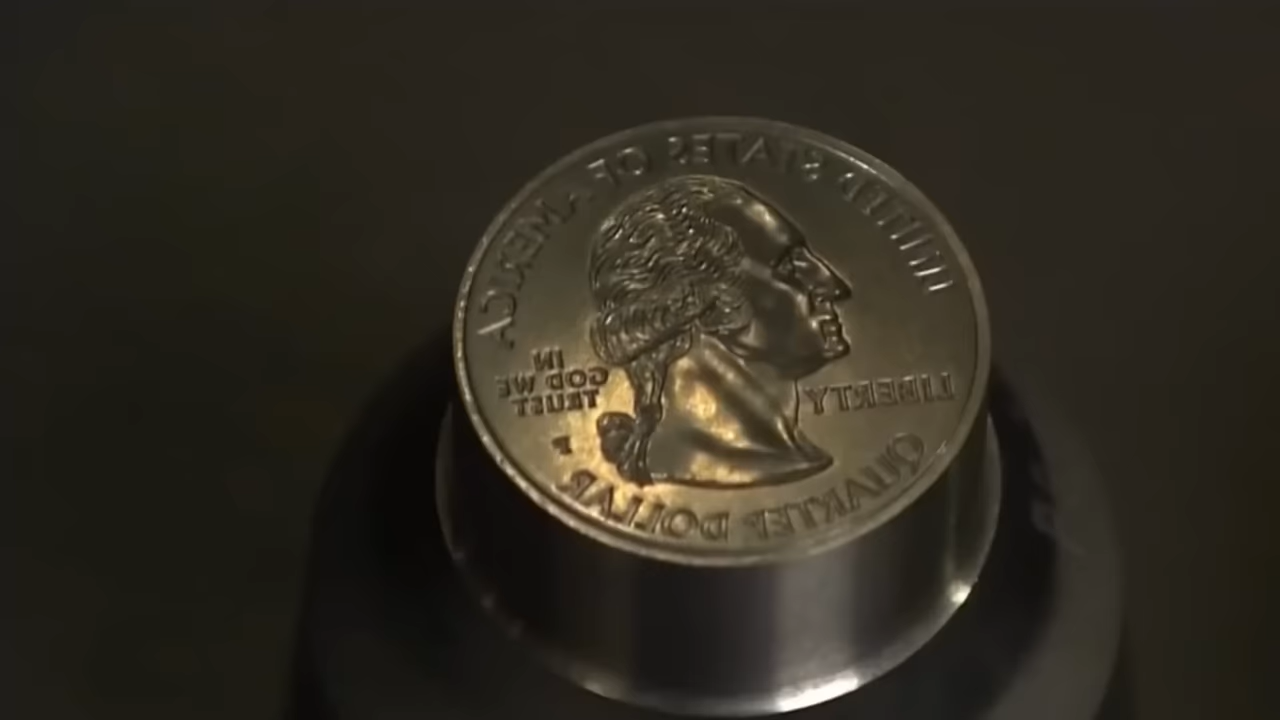 UNITED STATES OF AMERICA
LIBERTY
IN
GOD WE
TRUST
P
QUARTER DOLLAR